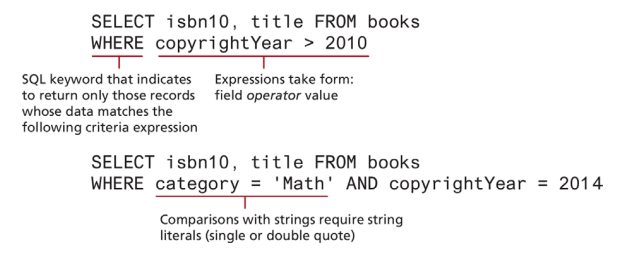 SELECT isbn10, title FROM books
WHERE copyrightYear > 2010
SQL keyword that indicates
to return only those records
whose data matches the
following criteria expression
Expressions take form:
field operator value
SELECT isbn10, title FROM books
WHERE category = 'Math' AND copyrightYear = 2014
Comparisons with strings require string
literals (single or double quote)